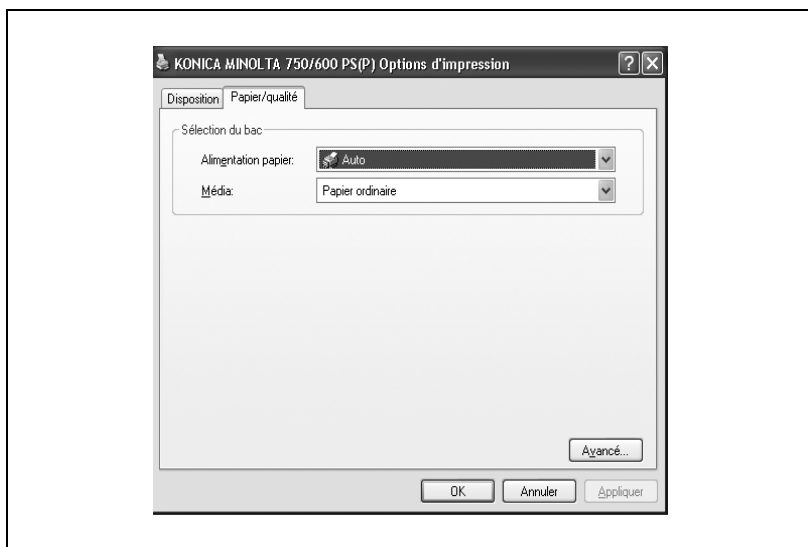 KONICA MINOLTA 750/600 PS(P) Options d'impression
Disposition Papier/qualité
Sélection du bac
Alimentation papier: Auto
Média: Papier ordinaire
Avancé...
OK Annuler Appliquer